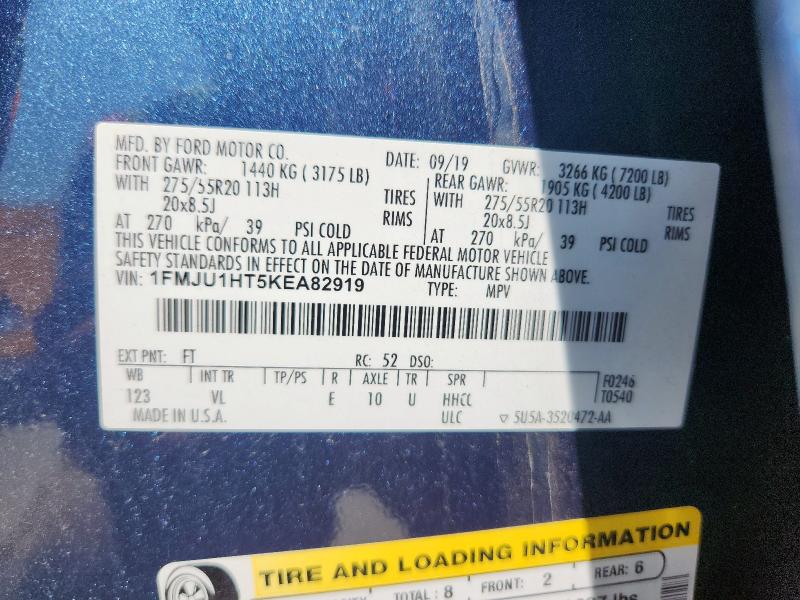 MFD. BY FORD MOTOR CO. DATE: 09/19 GVWR: 3266 KG ( 7200 LB)
FRONT GAWR: 1440 KG ( 3175 LB) REAR GAWR: 1905 KG ( 4200 LB)
WITH 275/55R20 113H TIRES WITH 275/55R20 113H TIRES
20x8.5J RIMS 20x8.5J RIMS
AT 270 kPa/ 39 PSI COLD AT 270 kPa/ 39 PSI COLD
THIS VEHICLE CONFORMS TO ALL APPLICABLE FEDERAL MOTOR VEHICLE
SAFETY STANDARDS IN EFFECT ON THE DATE OF MANUFACTURE SHOWN ABOVE.
VIN: 1FMJU1HT5KEA82919 TYPE: MPV
EXT PNT: FT RC: 52 DSO:
WB INT TR TP/PS R AXLE TR SPR F0246
123 VL E 10 U HHCC T0540
MADE IN U.S.A. ULC ▽ 5U5A-3520472-AA
TIRE AND LOADING INFORMATION
TOTAL : 8 FRONT: 2 REAR: 6
lbs